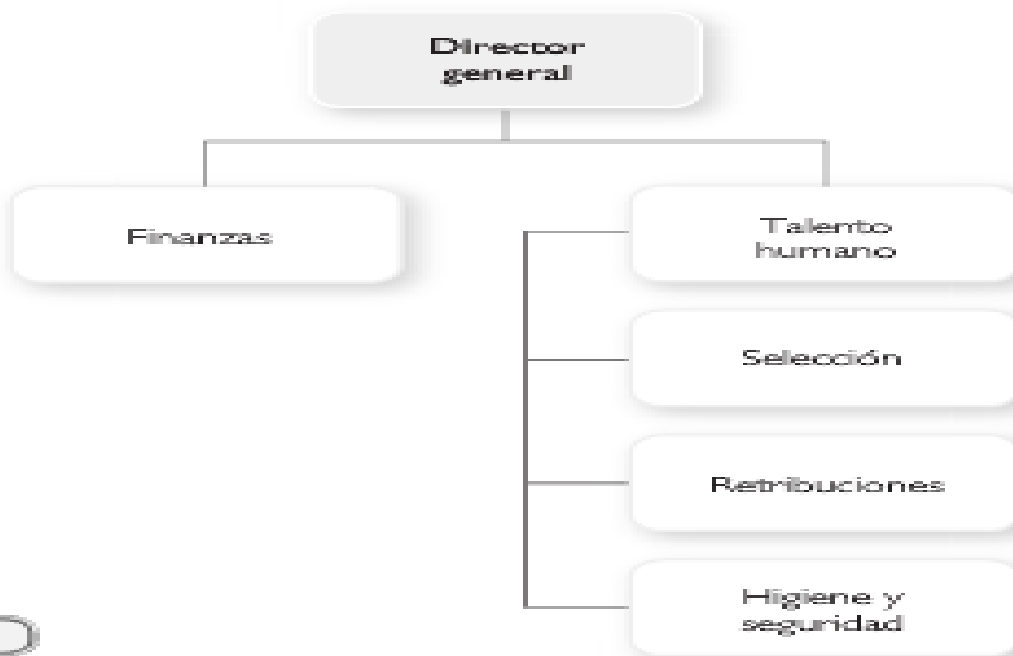 Director
general
Finanzas
Talento
humano
Selección
Retribuciones
Higiene y
seguridad